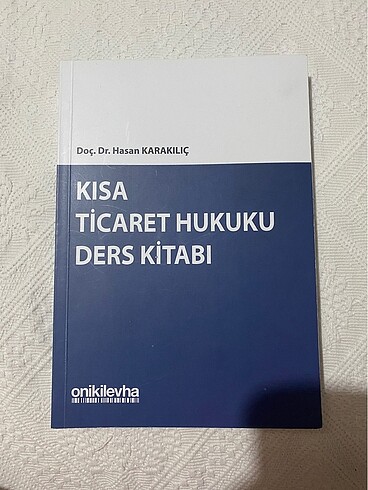 Doç. Dr. Hasan KARAKILIÇ
KISA
TİCARET HUKUKU
DERS KİTABI
onikilevha